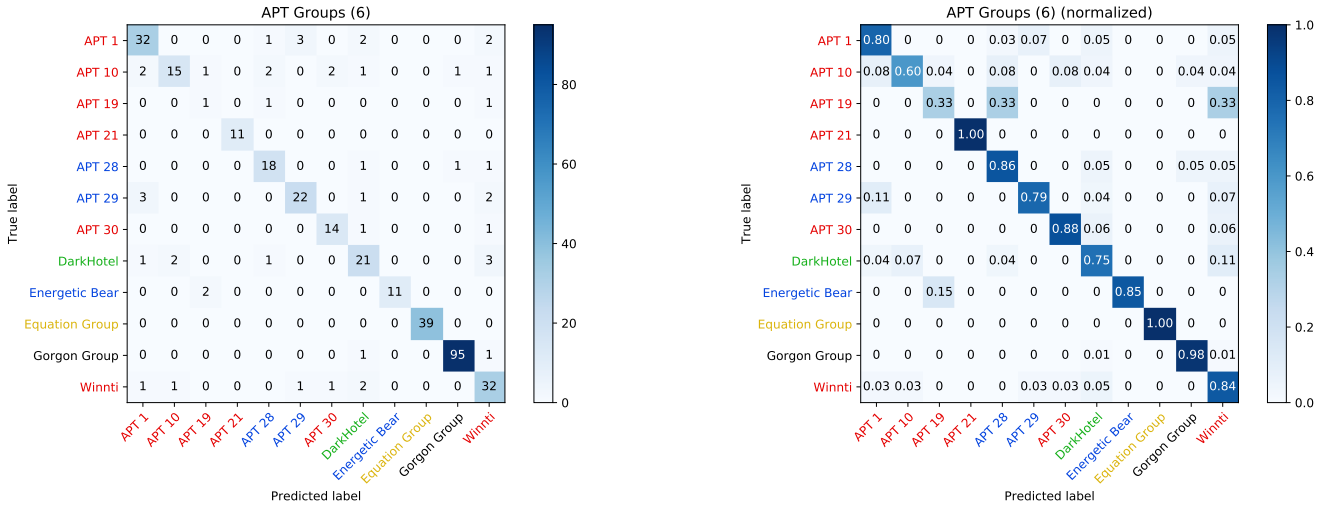 APT Groups (6)
APT 1 32 0 0 0 1 3 0 2 0 0 0 2
APT 10 2 15 1 0 2 0 2 1 0 0 1 1
APT 19 0 0 1 0 1 0 0 0 0 0 0 1
APT 21 0 0 0 11 0 0 0 0 0 0 0 0
APT 28 0 0 0 0 18 0 0 1 0 0 1 1
APT 29 3 0 0 0 0 22 0 1 0 0 0 2
APT 30 0 0 0 0 0 0 14 1 0 0 0 1
DarkHotel 1 2 0 0 1 0 0 21 0 0 0 3
Energetic Bear 0 0 2 0 0 0 0 0 11 0 0 0
Equation Group 0 0 0 0 0 0 0 0 0 39 0 0
Gorgon Group 0 0 0 0 0 0 0 1 0 0 95 1
Winnti 1 1 0 0 0 1 1 2 0 0 0 32
APT 1 APT 10 APT 19 APT 21 APT 28 APT 29 APT 30 DarkHotel Energetic Bear Equation Group Gorgon Group Winnti
Predicted label
True label
80
60
40
20
0
APT Groups (6) (normalized)
APT 1 0.80 0 0 0 0.03 0.07 0 0.05 0 0 0 0.05
APT 10 0.08 0.60 0.04 0 0.08 0 0.08 0.04 0 0 0.04 0.04
APT 19 0 0 0.33 0 0.33 0 0 0 0 0 0 0.33
APT 21 0 0 0 1.00 0 0 0 0 0 0 0 0
APT 28 0 0 0 0 0.86 0 0 0.05 0 0 0.05 0.05
APT 29 0.11 0 0 0 0 0.79 0 0.04 0 0 0 0.07
APT 30 0 0 0 0 0 0 0.88 0.06 0 0 0 0.06
DarkHotel 0.04 0.07 0 0 0.04 0 0 0.75 0 0 0 0.11
Energetic Bear 0 0 0.15 0 0 0 0 0 0.85 0 0 0
Equation Group 0 0 0 0 0 0 0 0 0 1.00 0 0
Gorgon Group 0 0 0 0 0 0 0 0.01 0 0 0.98 0.01
Winnti 0.03 0.03 0 0 0 0.03 0.03 0.05 0 0 0 0.84
APT 1 APT 10 APT 19 APT 21 APT 28 APT 29 APT 30 DarkHotel Energetic Bear Equation Group Gorgon Group Winnti
Predicted label
True label
1.0
0.8
0.6
0.4
0.2
0.0